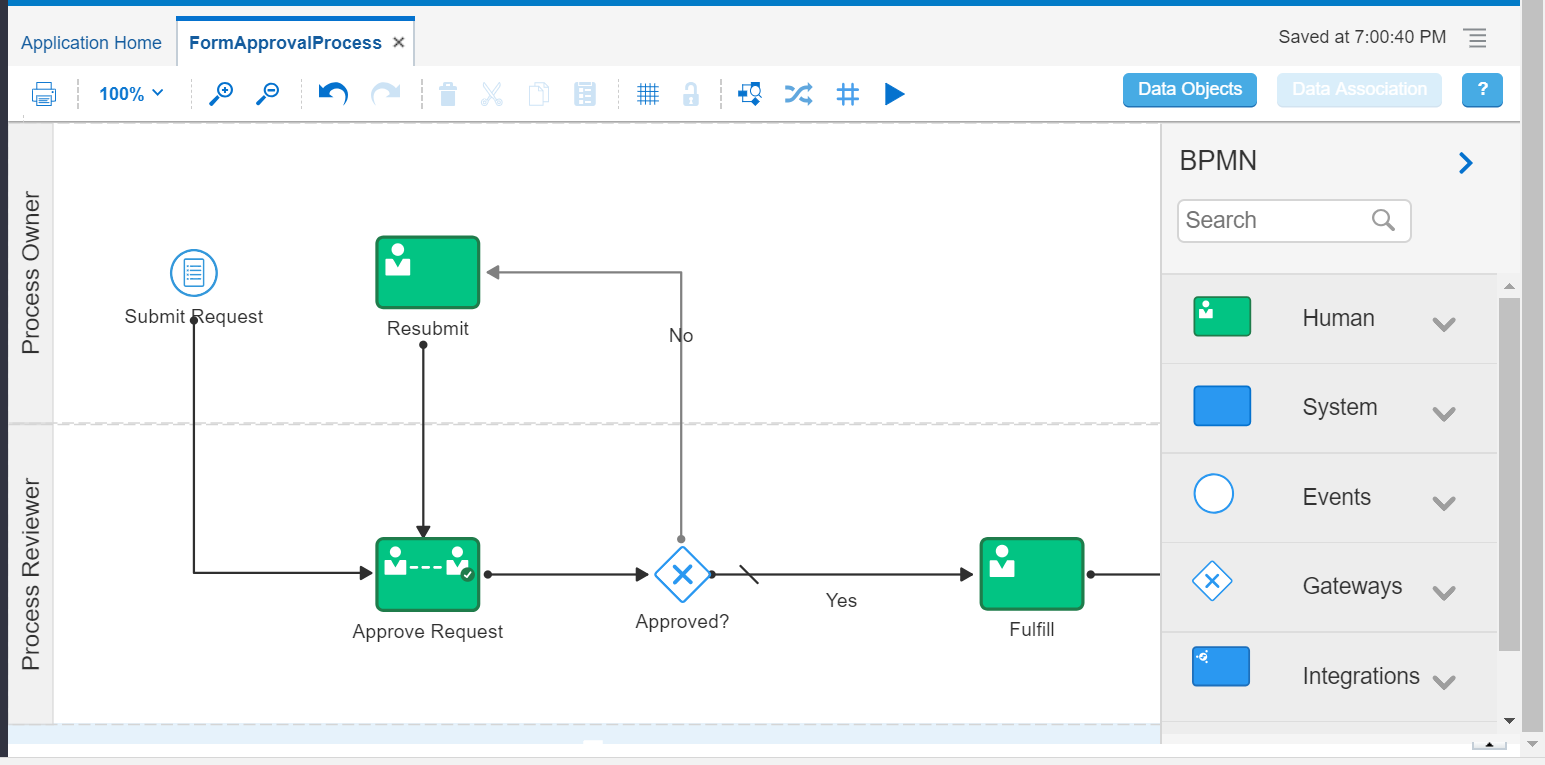 Application Home
FormApprovalProcess
Saved at 7:00:40 PM
100%
Data Objects
Data Association
?
Process Owner
Submit Request
Resubmit
No
Process Reviewer
Approve Request
Approved?
Yes
Fulfill
BPMN
Search
Human
System
Events
Gateways
Integrations